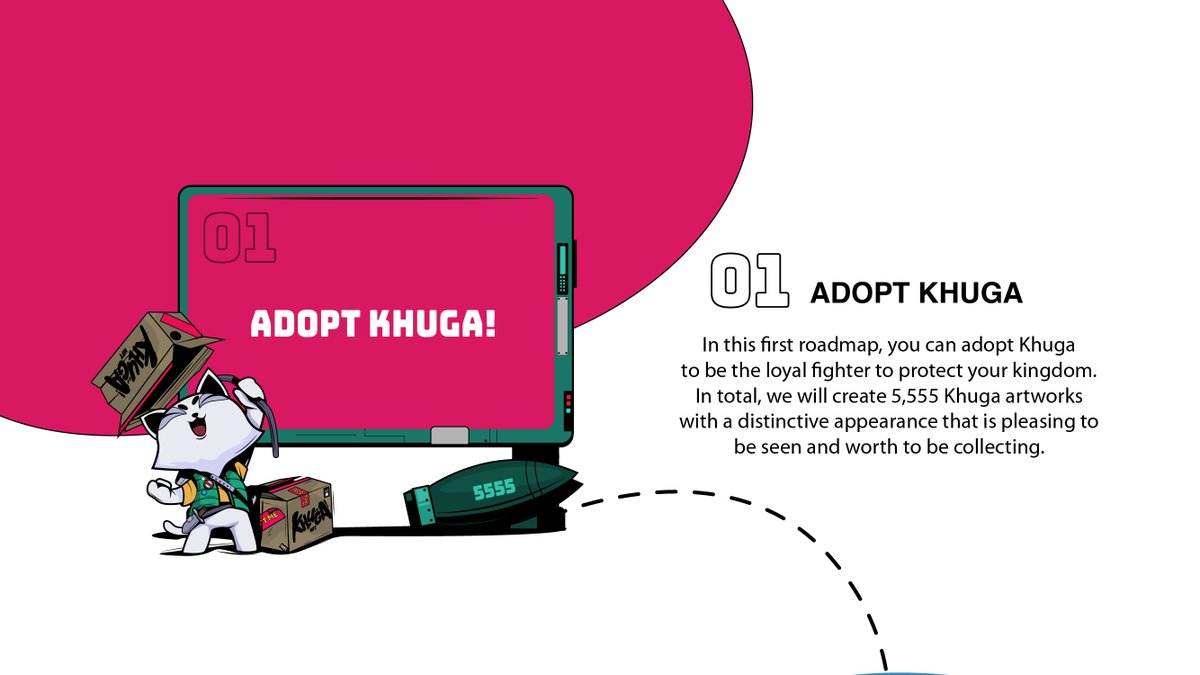 01
ADOPT KHUGA!
KHUGA
NFT
KHUGA
NFT
5555
01 ADOPT KHUGA
In this first roadmap, you can adopt Khuga
to be the loyal fighter to protect your kingdom.
In total, we will create 5,555 Khuga artworks
with a distinctive appearance that is pleasing to
be seen and worth to be collecting.